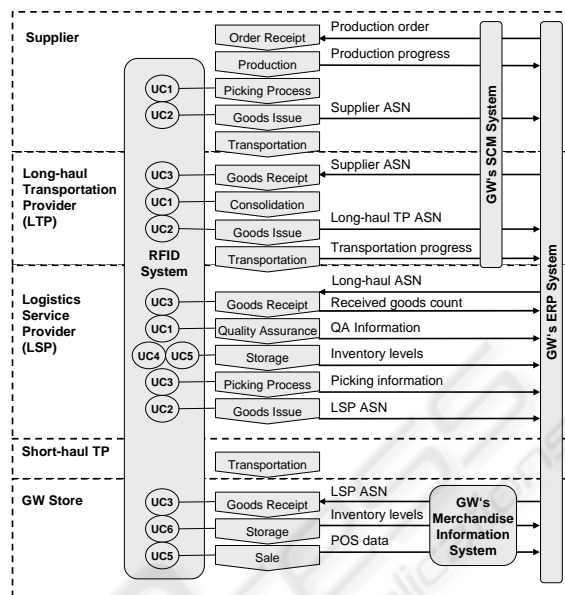 Supplier
Order Receipt
Production order
Production
Production progress
UC1
Picking Process
UC2
Goods Issue
Supplier ASN
Transportation
GW's SCM System
GW's ERP System
RFID
System
Long-haul
Transportation
Provider
(LTP)
UC3
Goods Receipt
Supplier ASN
UC1
Consolidation
UC2
Goods Issue
Long-haul TP ASN
Transportation
Transportation progress
Logistics
Service
Provider
(LSP)
Long-haul ASN
UC3
Goods Receipt
Received goods count
UC1
Quality Assurance
QA Information
UC4
UC5
Storage
Inventory levels
UC3
Picking Process
Picking information
UC2
Goods Issue
LSP ASN
Short-haul TP
Transportation
GW Store
UC3
Goods Receipt
LSP ASN
UC6
Storage
Inventory levels
UC5
Sale
POS data
GW's
Merchandise
Information
System